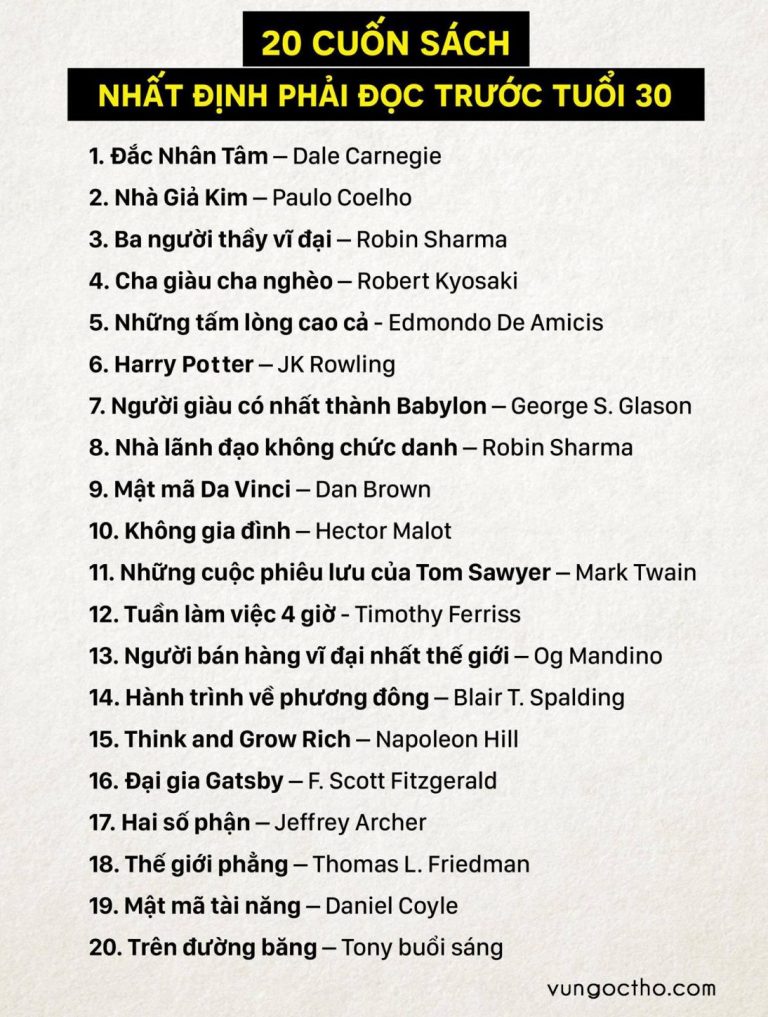 20 CUỐN SÁCH
NHẤT ĐỊNH PHẢI ĐỌC TRƯỚC TUỔI 30
1. Đắc Nhân Tâm – Dale Carnegie
2. Nhà Giả Kim – Paulo Coelho
3. Ba người thầy vĩ đại – Robin Sharma
4. Cha giàu cha nghèo – Robert Kyosaki
5. Những tấm lòng cao cả - Edmondo De Amicis
6. Harry Potter – JK Rowling
7. Người giàu có nhất thành Babylon – George S. Glason
8. Nhà lãnh đạo không chức danh – Robin Sharma
9. Mật mã Da Vinci – Dan Brown
10. Không gia đình – Hector Malot
11. Những cuộc phiêu lưu của Tom Sawyer – Mark Twain
12. Tuần làm việc 4 giờ - Timothy Ferriss
13. Người bán hàng vĩ đại nhất thế giới – Og Mandino
14. Hành trình về phương đông – Blair T. Spalding
15. Think and Grow Rich – Napoleon Hill
16. Đại gia Gatsby – F. Scott Fitzgerald
17. Hai số phận – Jeffrey Archer
18. Thế giới phẳng – Thomas L. Friedman
19. Mật mã tài năng – Daniel Coyle
20. Trên đường băng – Tony buổi sáng
vungoctho.com